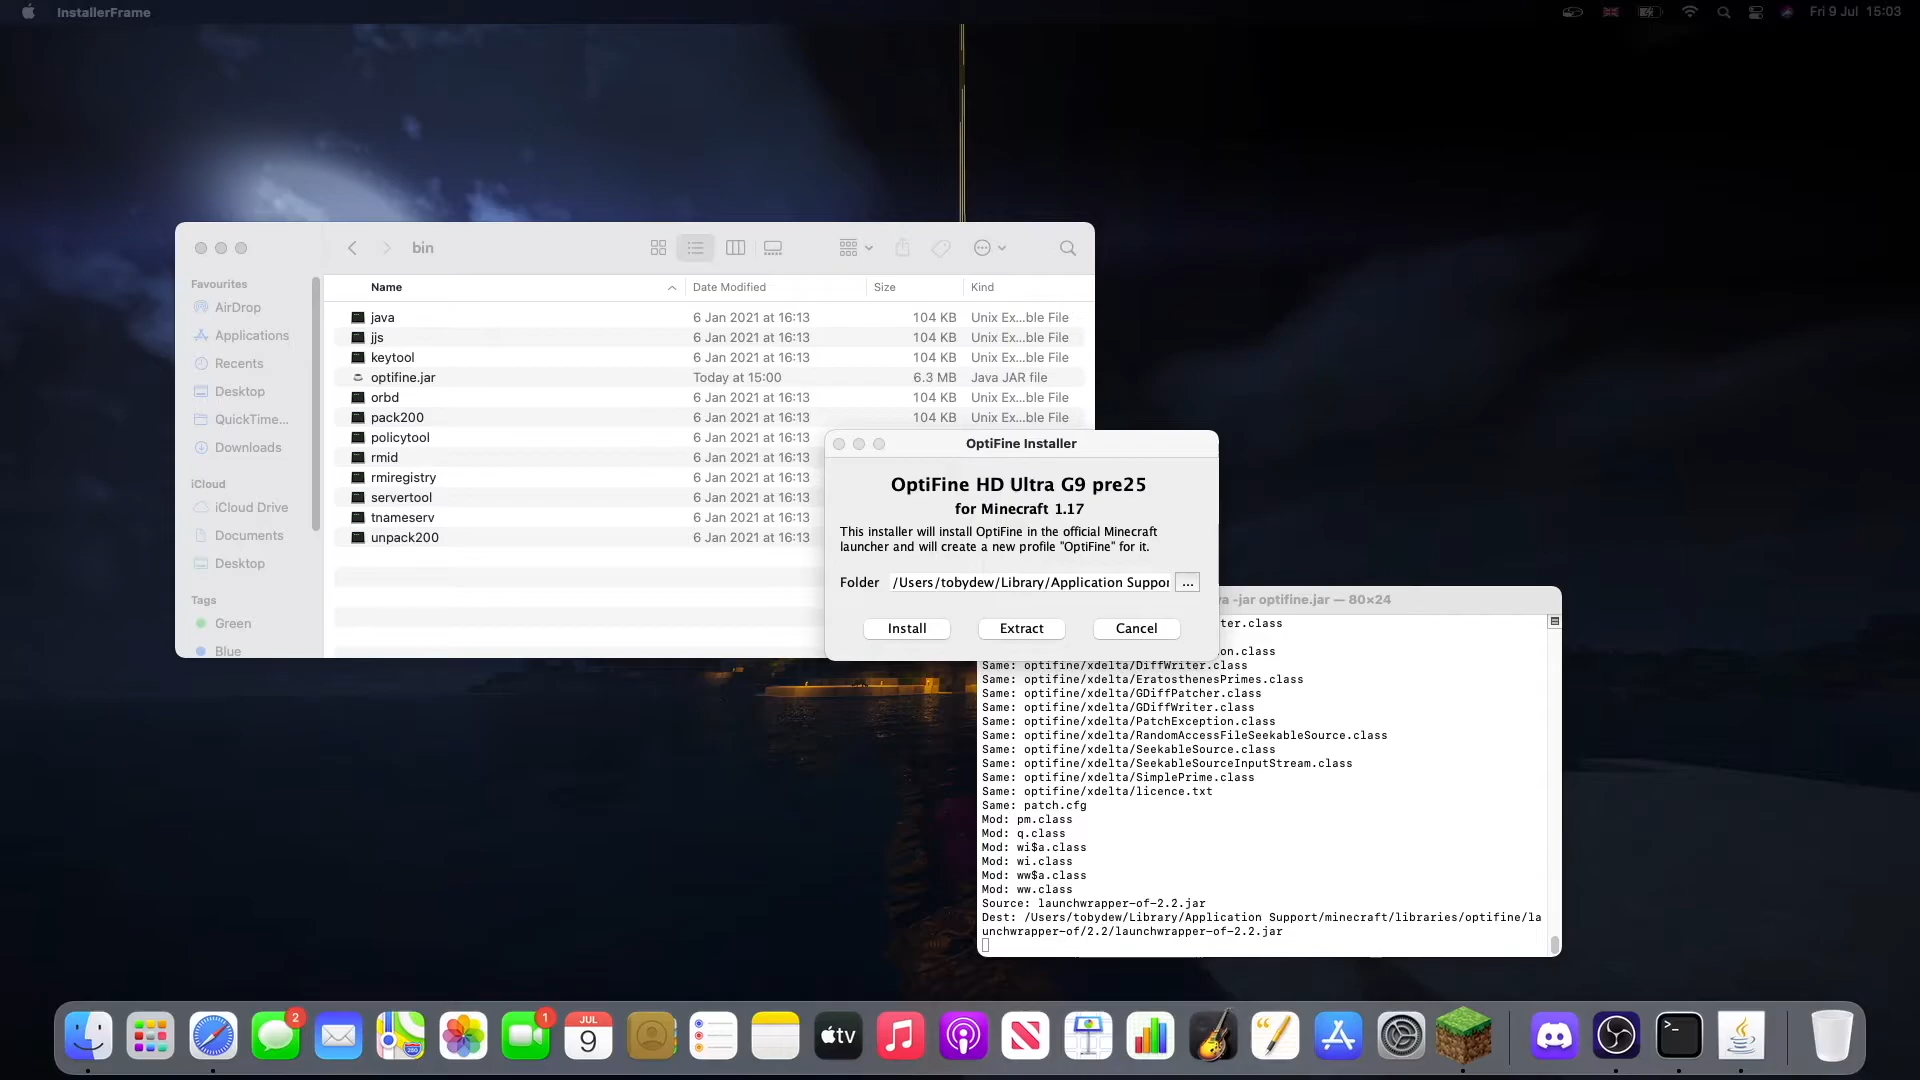 InstallerFrame
Fri 9 Jul 15:03
bin
Favourites
AirDrop
Applications
Recents
Desktop
QuickTime...
Downloads
iCloud
iCloud Drive
Documents
Desktop
Tags
Green
Blue
Name Date Modified Size Kind
java 6 Jan 2021 at 16:13 104 KB Unix Ex...ble File
jjs 6 Jan 2021 at 16:13 104 KB Unix Ex...ble File
keytool 6 Jan 2021 at 16:13 104 KB Unix Ex...ble File
optifine.jar Today at 15:00 6.3 MB Java JAR file
orbd 6 Jan 2021 at 16:13 104 KB Unix Ex...ble File
pack200 6 Jan 2021 at 16:13 104 KB Unix Ex...ble File
policytool 6 Jan 2021 at 16:13
rmid 6 Jan 2021 at 16:13
rmiregistry 6 Jan 2021 at 16:13
servertool 6 Jan 2021 at 16:13
tnameserv 6 Jan 2021 at 16:13
unpack200 6 Jan 2021 at 16:13
OptiFine Installer
OptiFine HD Ultra G9 pre25
for Minecraft 1.17
This installer will install OptiFine in the official Minecraft
launcher and will create a new profile "OptiFine" for it.
Folder /Users/tobydew/Library/Application Suppor ...
Install Extract Cancel
va -jar optifine.jar — 80×24
ter.class
on.class
Same: optifine/xdelta/DiffWriter.class
Same: optifine/xdelta/EratosthenesPrimes.class
Same: optifine/xdelta/GDiffPatcher.class
Same: optifine/xdelta/GDiffWriter.class
Same: optifine/xdelta/PatchException.class
Same: optifine/xdelta/RandomAccessFileSeekableSource.class
Same: optifine/xdelta/SeekableSource.class
Same: optifine/xdelta/SeekableSourceInputStream.class
Same: optifine/xdelta/SimplePrime.class
Same: optifine/xdelta/licence.txt
Same: patch.cfg
Mod: pm.class
Mod: q.class
Mod: wi$a.class
Mod: wi.class
Mod: ww$a.class
Mod: ww.class
Source: launchwrapper-of-2.2.jar
Dest: /Users/tobydew/Library/Application Support/minecraft/libraries/optifine/la
unchwrapper-of/2.2/launchwrapper-of-2.2.jar
2
1
JUL
9
tv